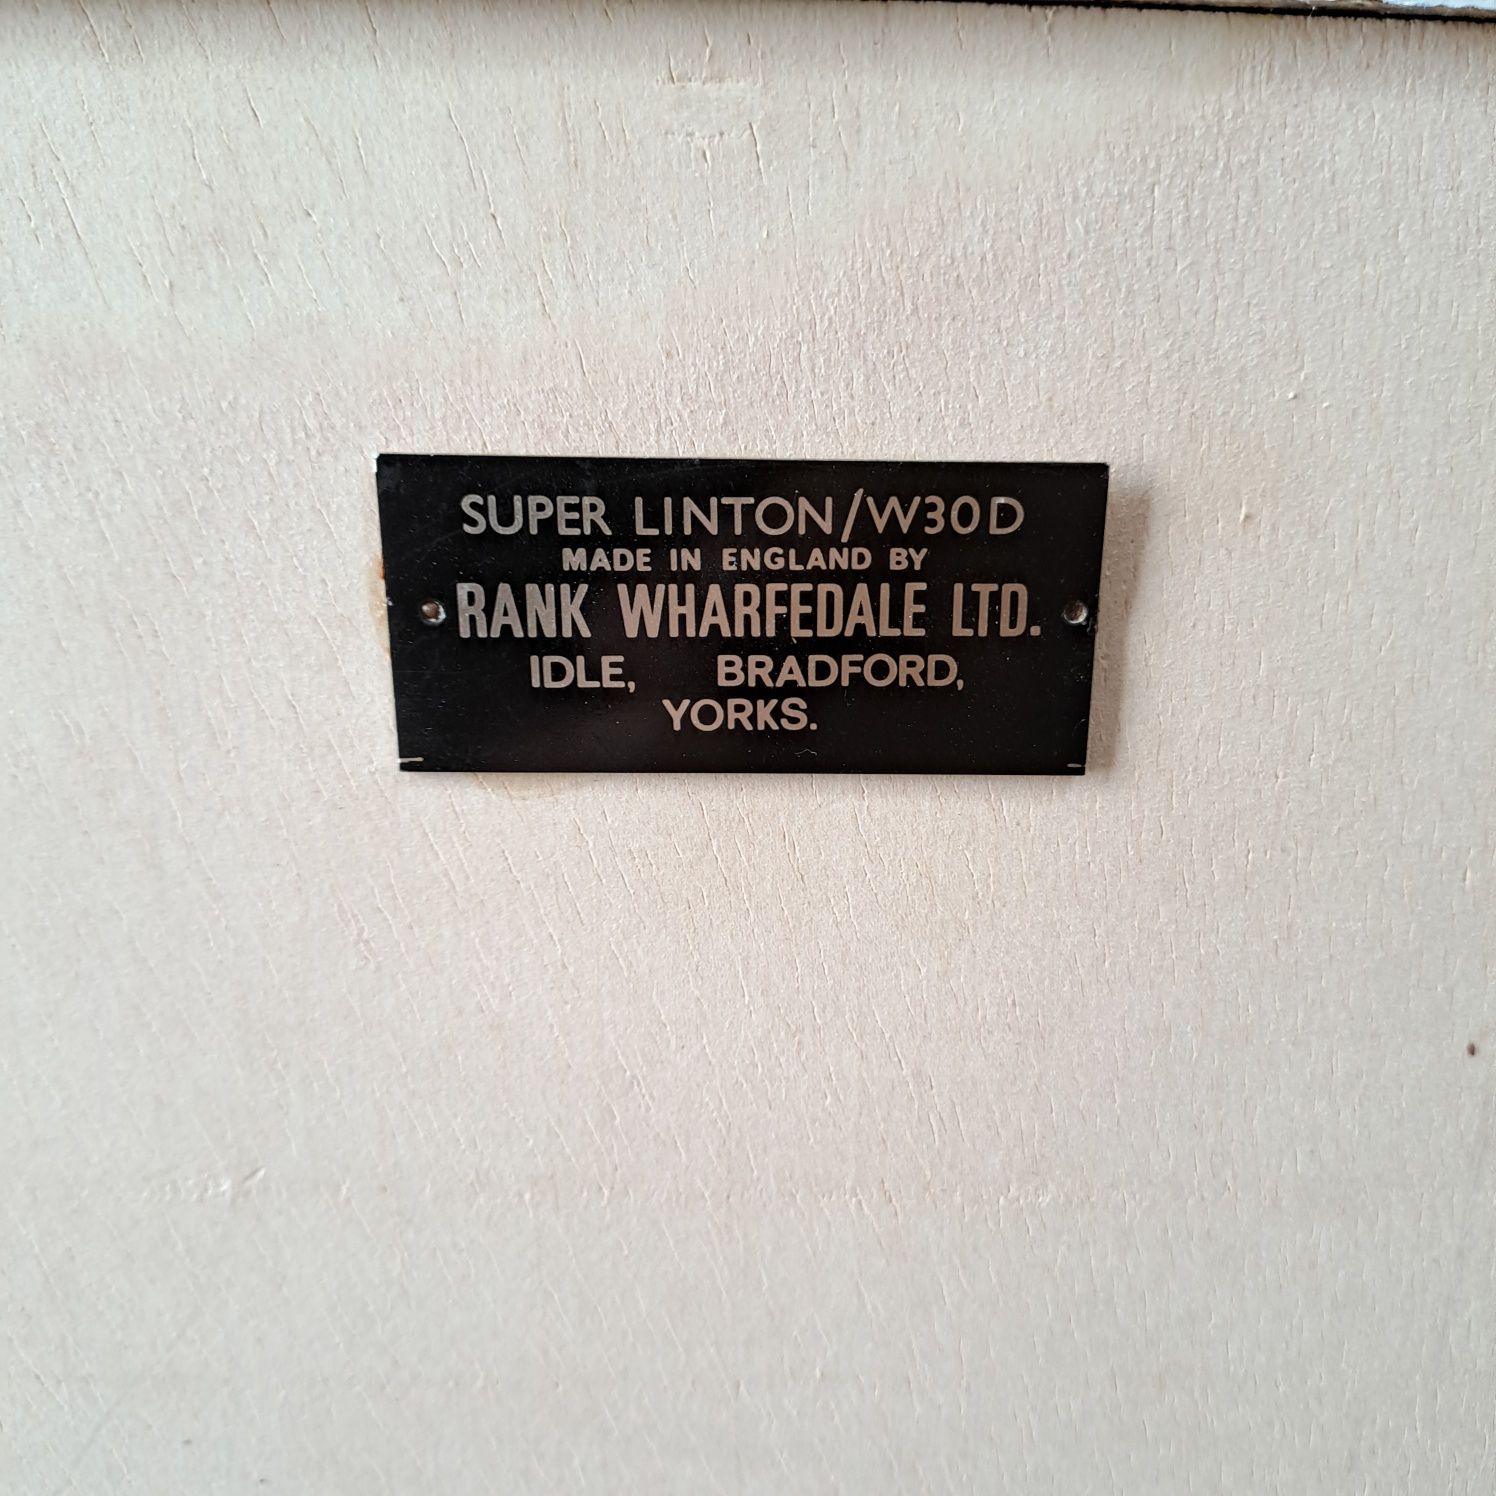 SUPER LINTON/W30D
MADE IN ENGLAND BY
RANK WHARFEDALE LTD.
IDLE, BRADFORD,
YORKS.